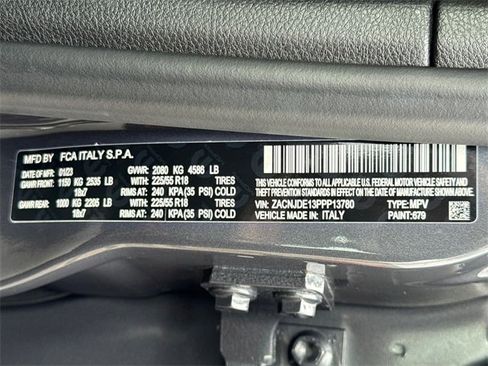 MFD BY FCA ITALY S.P.A.
DATE OF MFR 01/23 GVWR: 2080 KG 4586 LB
GAWR FRONT: 1150 KG 2535 LB WITH: 225/55 R18 TIRES
18x7 RIMS AT: 240 KPA (35 PSI) COLD
GAWR REAR: 1000 KG 2205 LB WITH: 225/55 R18 TIRES
18x7 RIMS AT: 240 KPA (35 PSI) COLD
THIS VEHICLE CONFORMS TO ALL APPLICABLE U.S. FEDERAL MOTOR VEHICLE
SAFETY, BUMPER, AND THEFT PREVENTION STANDARDS IN EFFECT ON THE DATE OF
MANUFACTURE SHOWN ABOVE.
VIN: ZACNJDE13PPP13780 TYPE: MPV
VEHICLE MADE IN: ITALY PAINT: 679